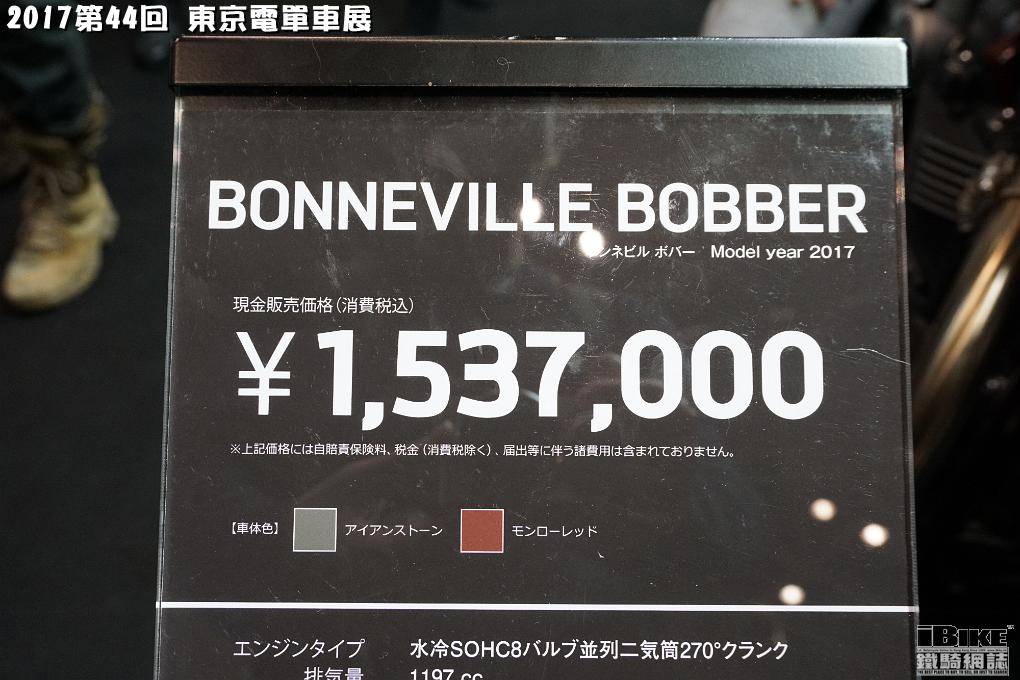 2017第44回 東京電單車展
BONNEVILLE BOBBER
ンネビル ボバー Model year 2017
現金販売価格（消費税込）
￥1,537,000
※上記価格には自賠責保険料、税金（消費税除く）、届出等に伴う諸費用は含まれておりません。
【車体色】 アイアンストーン モンローレッド
エンジンタイプ 水冷SOHC8バルブ並列二気筒270°クランク
排気量 1197 cc
iBIKE
鐵騎網誌